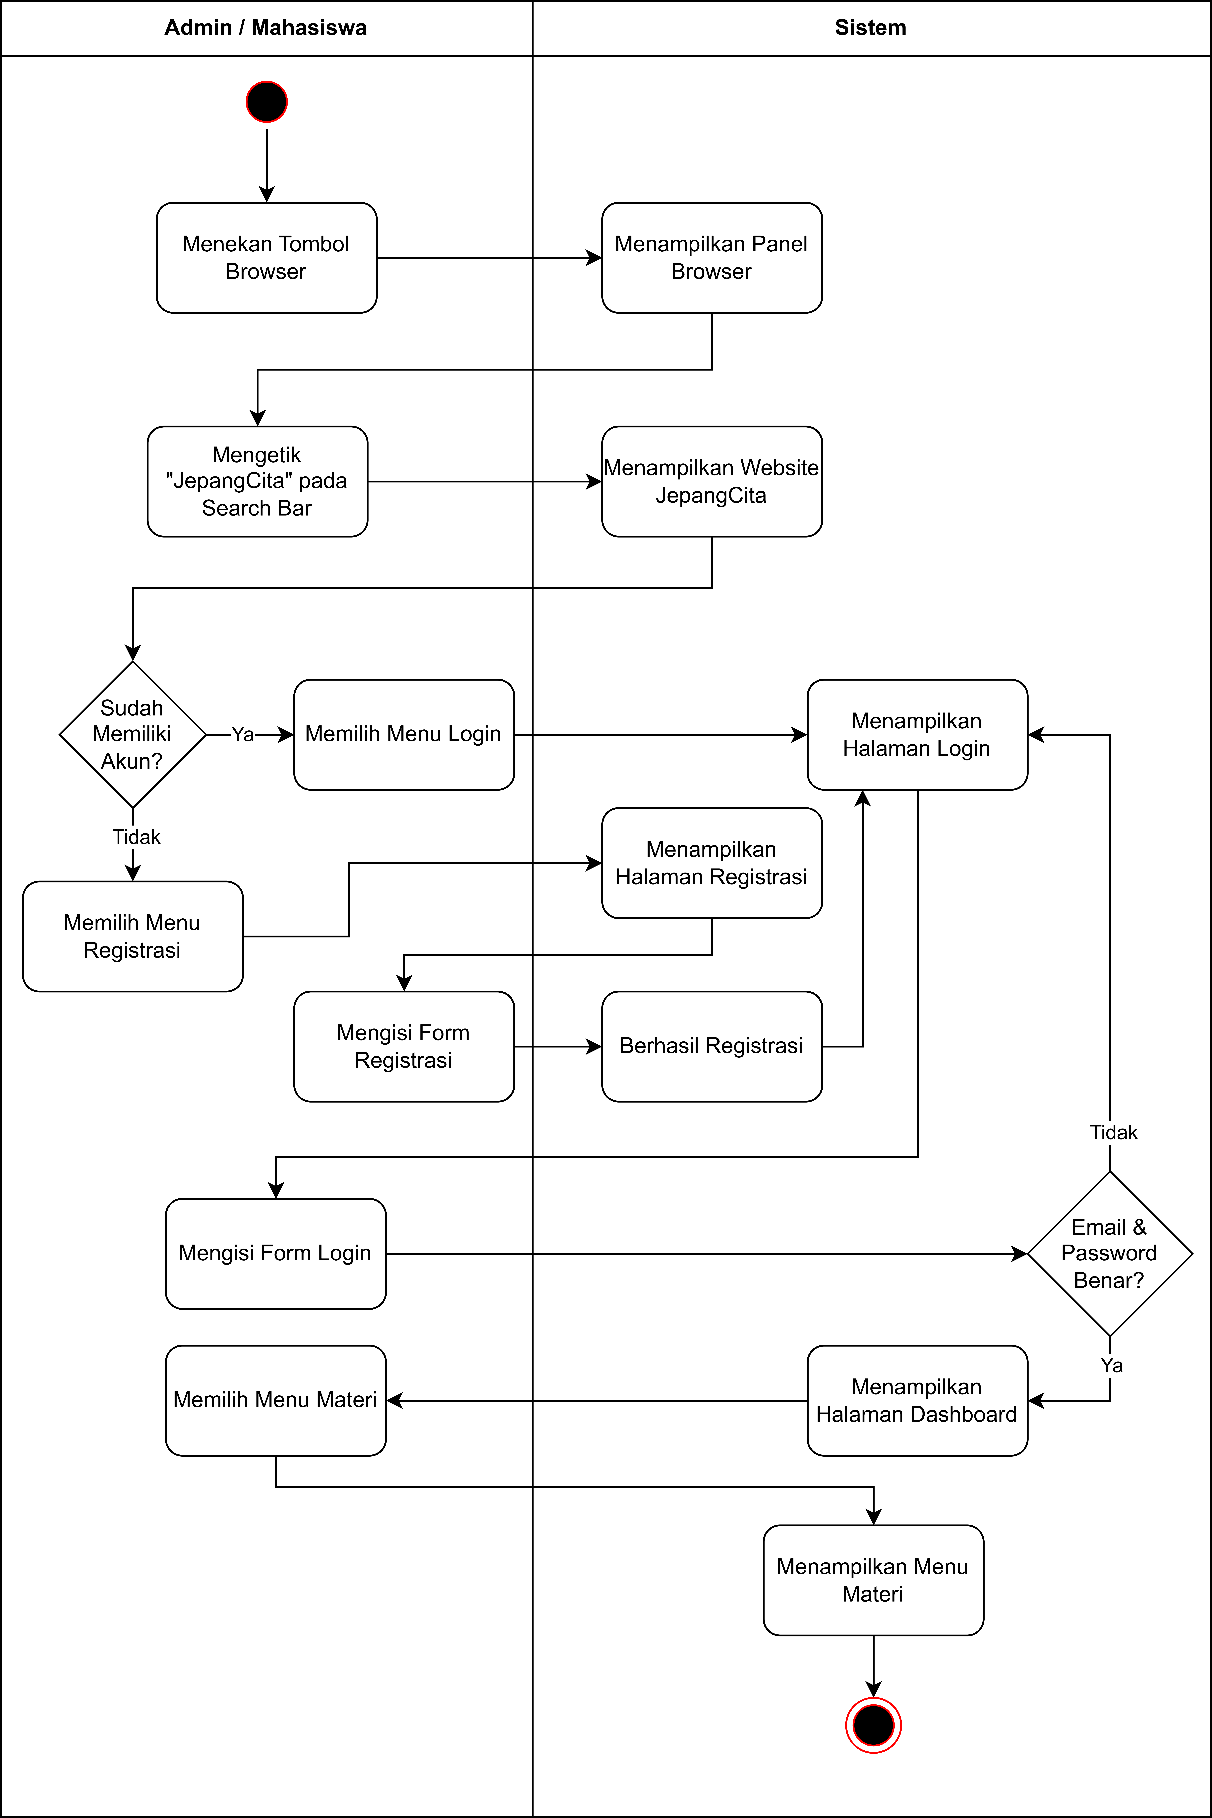 Admin / Mahasiswa
Sistem
Menekan Tombol
Browser
Menampilkan Panel
Browser
Mengetik
"JepangCita" pada
Search Bar
Menampilkan Website
JepangCita
Sudah
Memiliki
Akun?
Ya
Memilih Menu Login
Menampilkan
Halaman Login
Tidak
Menampilkan
Halaman Registrasi
Memilih Menu
Registrasi
Mengisi Form
Registrasi
Berhasil Registrasi
Tidak
Mengisi Form Login
Email &
Password
Benar?
Ya
Memilih Menu Materi
Menampilkan
Halaman Dashboard
Menampilkan Menu
Materi